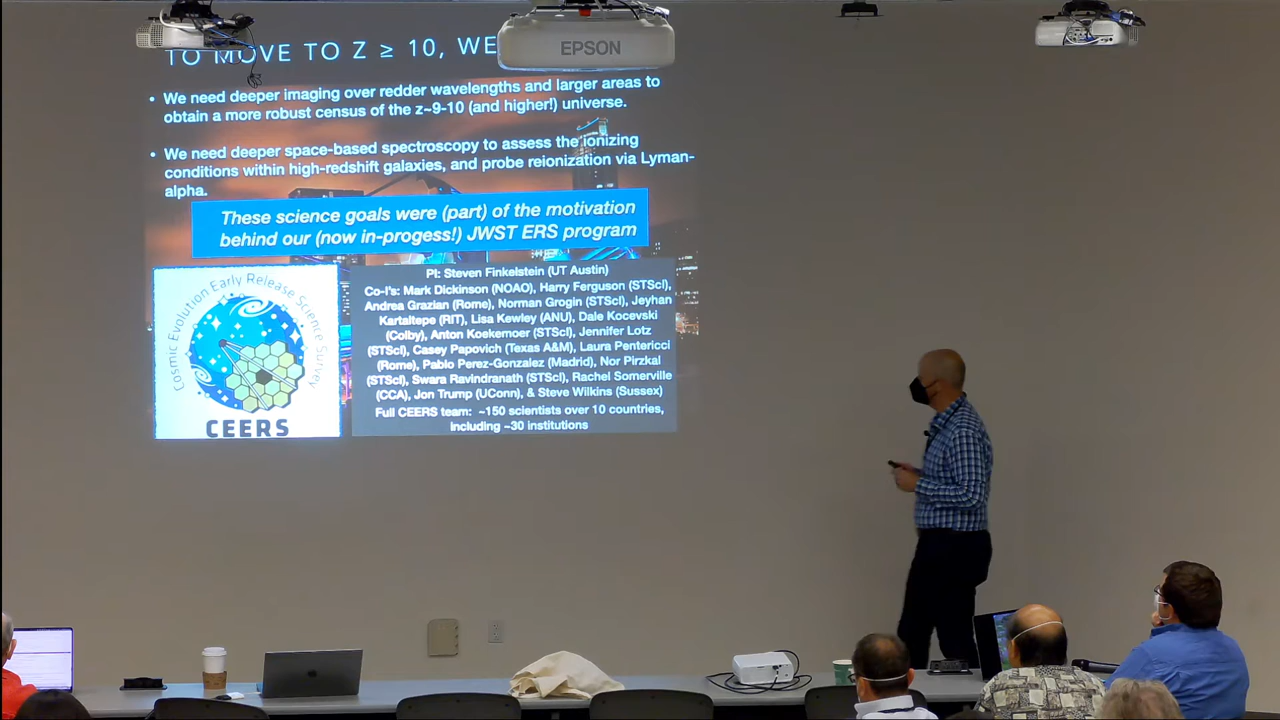 TO MOVE TO Z ≥ 10, WE
EPSON
• We need deeper imaging over redder wavelengths and larger areas to
obtain a more robust census of the z~9-10 (and higher!) universe.
• We need deeper space-based spectroscopy to assess the ionizing
conditions within high-redshift galaxies, and probe reionization via Lyman-
alpha.
These science goals were (part) of the motivation
behind our (now in-progess!) JWST ERS program
Cosmic Evolution Early Release Science Survey
CEERS
PI: Steven Finkelstein (UT Austin)
Co-I's: Mark Dickinson (NOAO), Harry Ferguson (STScI),
Andrea Grazian (Rome), Norman Grogin (STScI), Jeyhan
Kartaltepe (RIT), Lisa Kewley (ANU), Dale Kocevski
(Colby), Anton Koekemoer (STScI), Jennifer Lotz
(STScI), Casey Papovich (Texas A&M), Laura Pentericci
(Rome), Pablo Perez-Gonzalez (Madrid), Nor Pirzkal
(STScI), Swara Ravindranath (STScI), Rachel Somerville
(CCA), Jon Trump (UConn), & Steve Wilkins (Sussex)
Full CEERS team: ~150 scientists over 10 countries,
including ~30 institutions